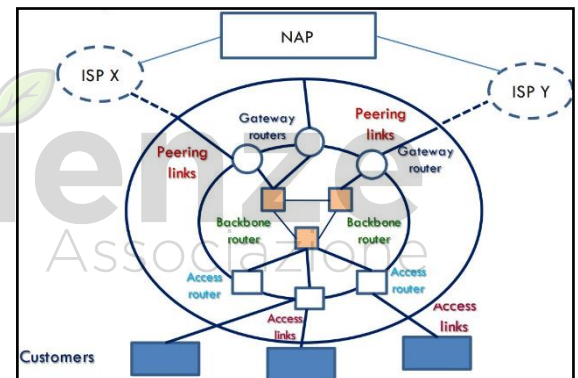 NAP
ISP X
ISP Y
Gateway
routers
Peering
links
Peering
links
Gateway
router
Backbone
router
Backbone
router
Access
router
Access
router
Access
links
Access
links
Customers
ienze
Associazione